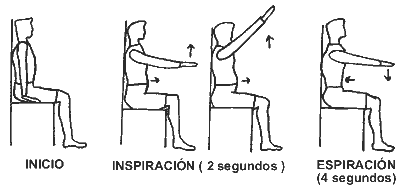 INICIO
INSPIRACIÓN ( 2 segundos )
ESPIRACIÓN
(4 segundos)